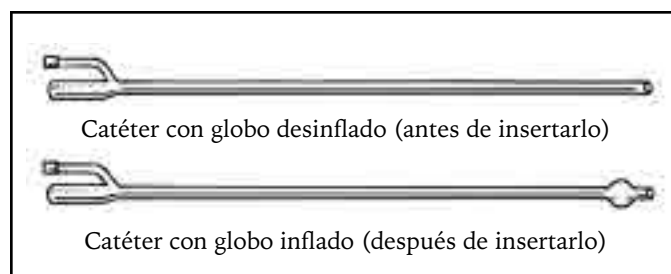 Catéter con globo desinflado (antes de insertarlo)
Catéter con globo inflado (después de insertarlo)